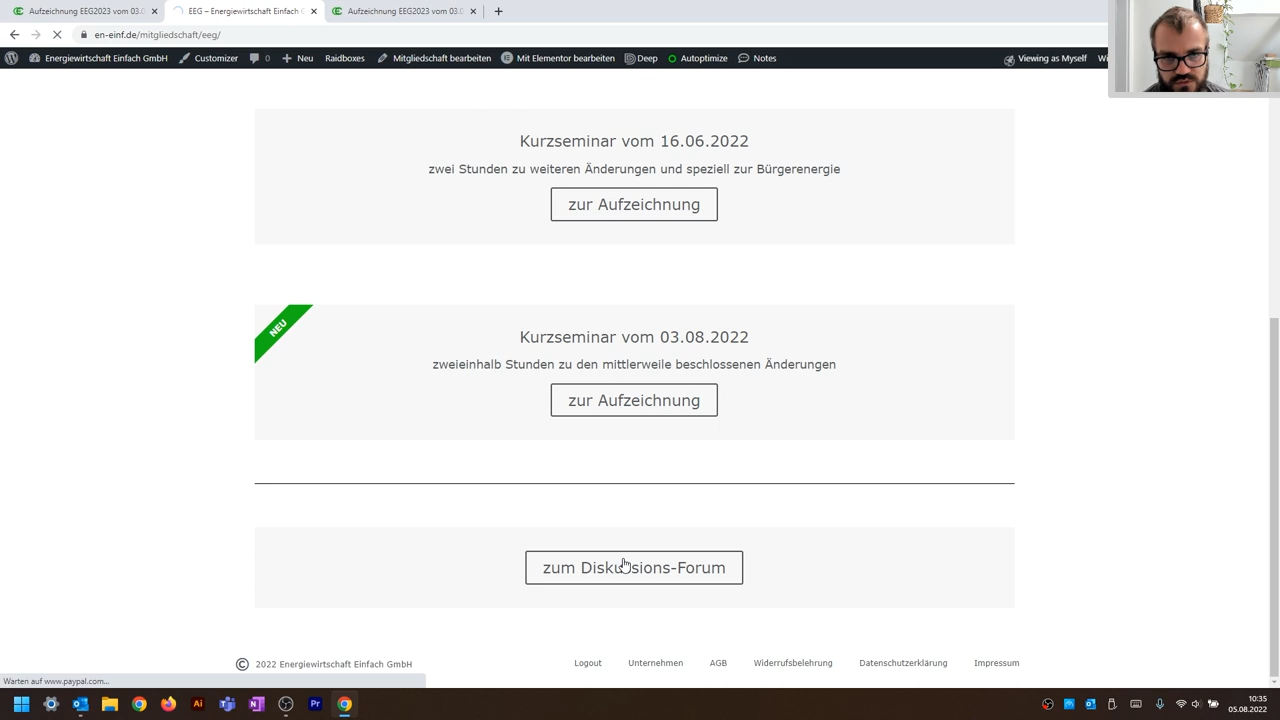 Aufzeichnung EEG2023 vom 03.0
EEG – Energiewirtschaft Einfach G
Aufzeichnung EEG2023 vom 03.0
en-einf.de/mitgliedschaft/eeg/
Energiewirtschaft Einfach GmbH
Customizer
0
Neu
Raidboxes
Mitgliedschaft bearbeiten
Mit Elementor bearbeiten
Deep
Autoptimize
Notes
Viewing as Myself
Kurzseminar vom 16.06.2022
zwei Stunden zu weiteren Änderungen und speziell zur Bürgerenergie
zur Aufzeichnung
NEU
Kurzseminar vom 03.08.2022
zweieinhalb Stunden zu den mittlerweile beschlossenen Änderungen
zur Aufzeichnung
zum Diskussions-Forum
© 2022 Energiewirtschaft Einfach GmbH
Logout
Unternehmen
AGB
Widerrufsbelehrung
Datenschutzerklärung
Impressum
Warten auf www.paypal.com...
10:35
05.08.2022